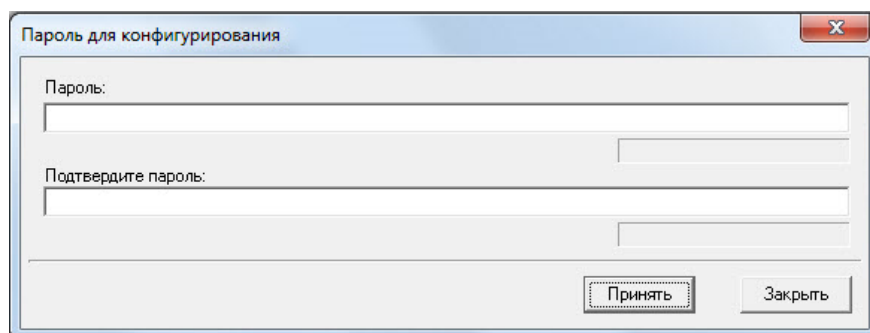 Пароль для конфигурирования
Пароль:
Подтвердите пароль:
Принять
Закрыть